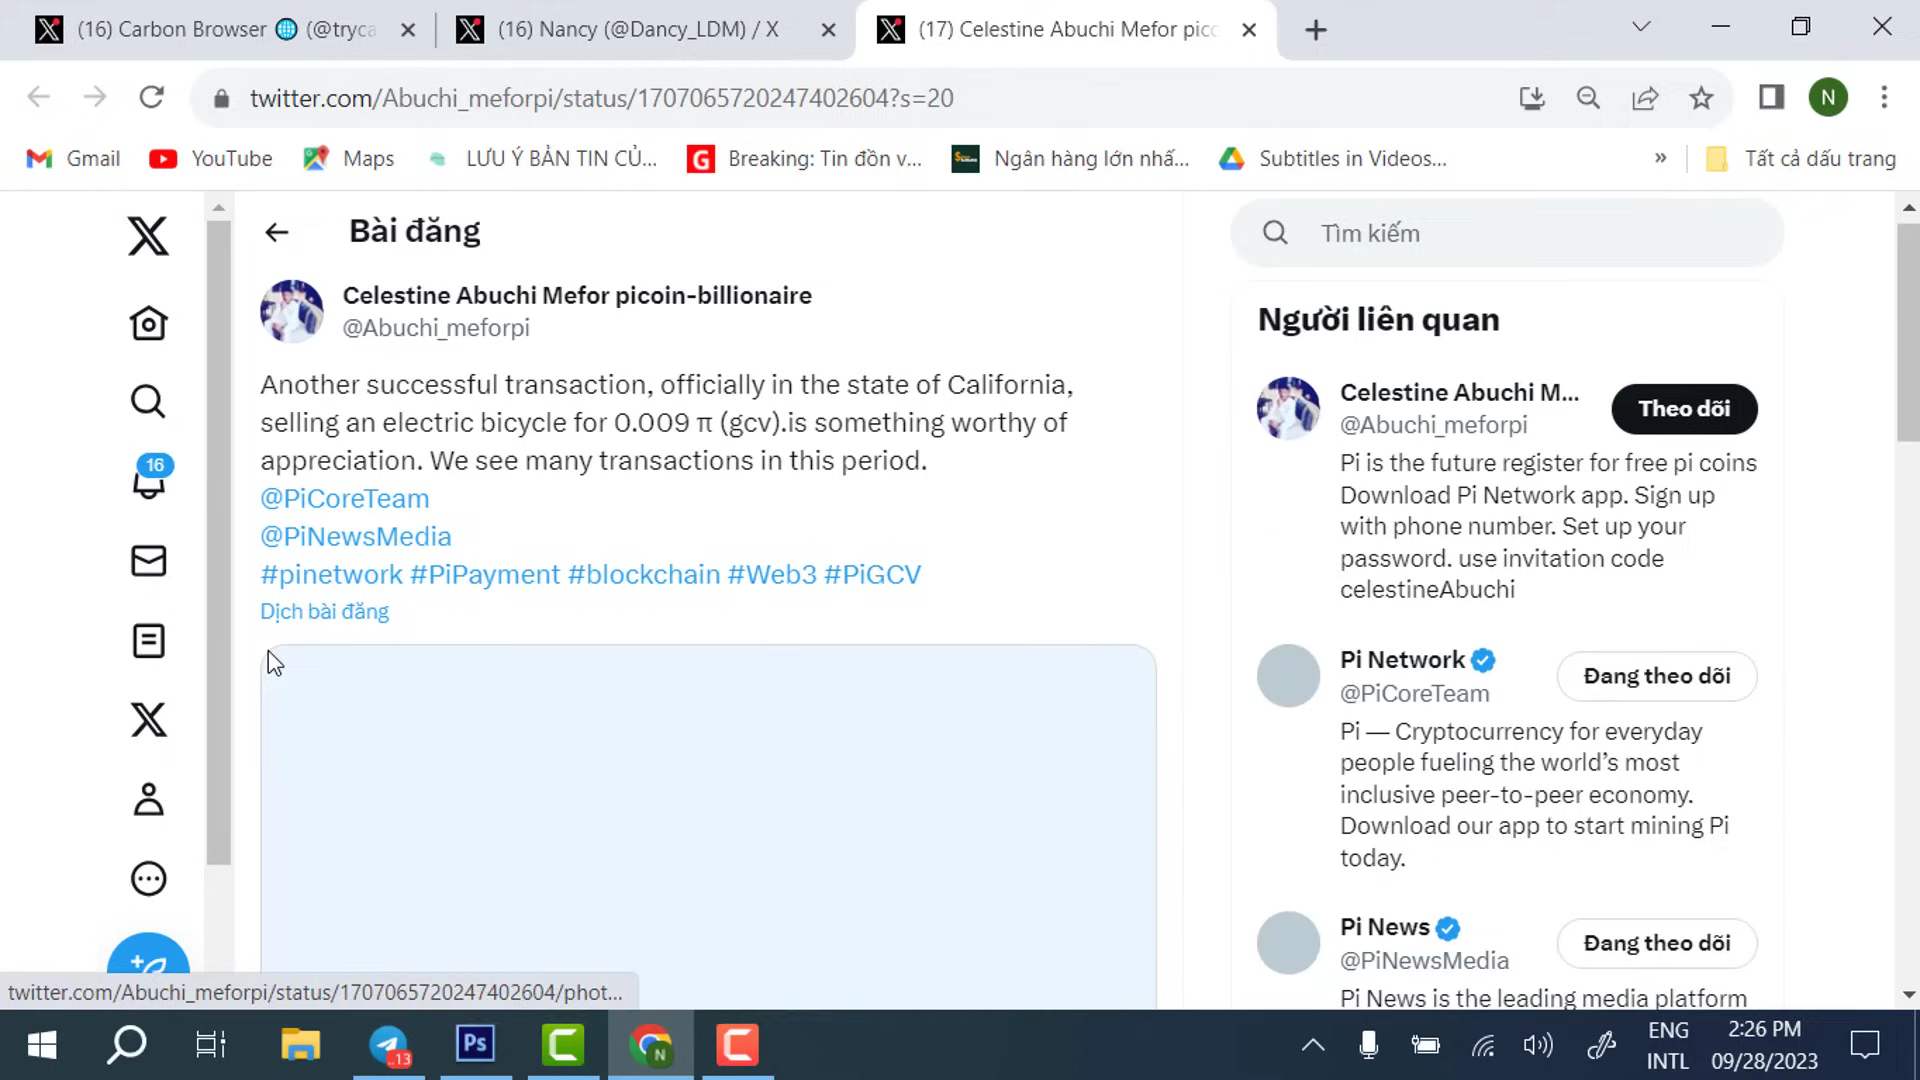 (16) Carbon Browser 🌐 (@tryca
(16) Nancy (@Dancy_LDM) / X
(17) Celestine Abuchi Mefor pico
twitter.com/Abuchi_meforpi/status/1707065720247402604?s=20
N
Gmail
YouTube
Maps
LƯU Ý BẢN TIN CỦ...
G
Breaking: Tin đồn v...
Ngân hàng lớn nhấ...
Subtitles in Videos...
»
Tất cả dấu trang
Bài đăng
Tìm kiếm
Celestine Abuchi Mefor picoin-billionaire
@Abuchi_meforpi
Another successful transaction, officially in the state of California,
selling an electric bicycle for 0.009 π (gcv).is something worthy of
appreciation. We see many transactions in this period.
@PiCoreTeam
@PiNewsMedia
#pinetwork #PiPayment #blockchain #Web3 #PiGCV
Dịch bài đăng
16
Người liên quan
Celestine Abuchi M...
@Abuchi_meforpi
Theo dõi
Pi is the future register for free pi coins
Download Pi Network app. Sign up
with phone number. Set up your
password. use invitation code
celestineAbuchi
Pi Network
@PiCoreTeam
Đang theo dõi
Pi — Cryptocurrency for everyday
people fueling the world's most
inclusive peer-to-peer economy.
Download our app to start mining Pi
today.
Pi News
@PiNewsMedia
Đang theo dõi
Pi News is the leading media platform
twitter.com/Abuchi_meforpi/status/1707065720247402604/phot...
..13
Ps
N
ENG
INTL
2:26 PM
09/28/2023